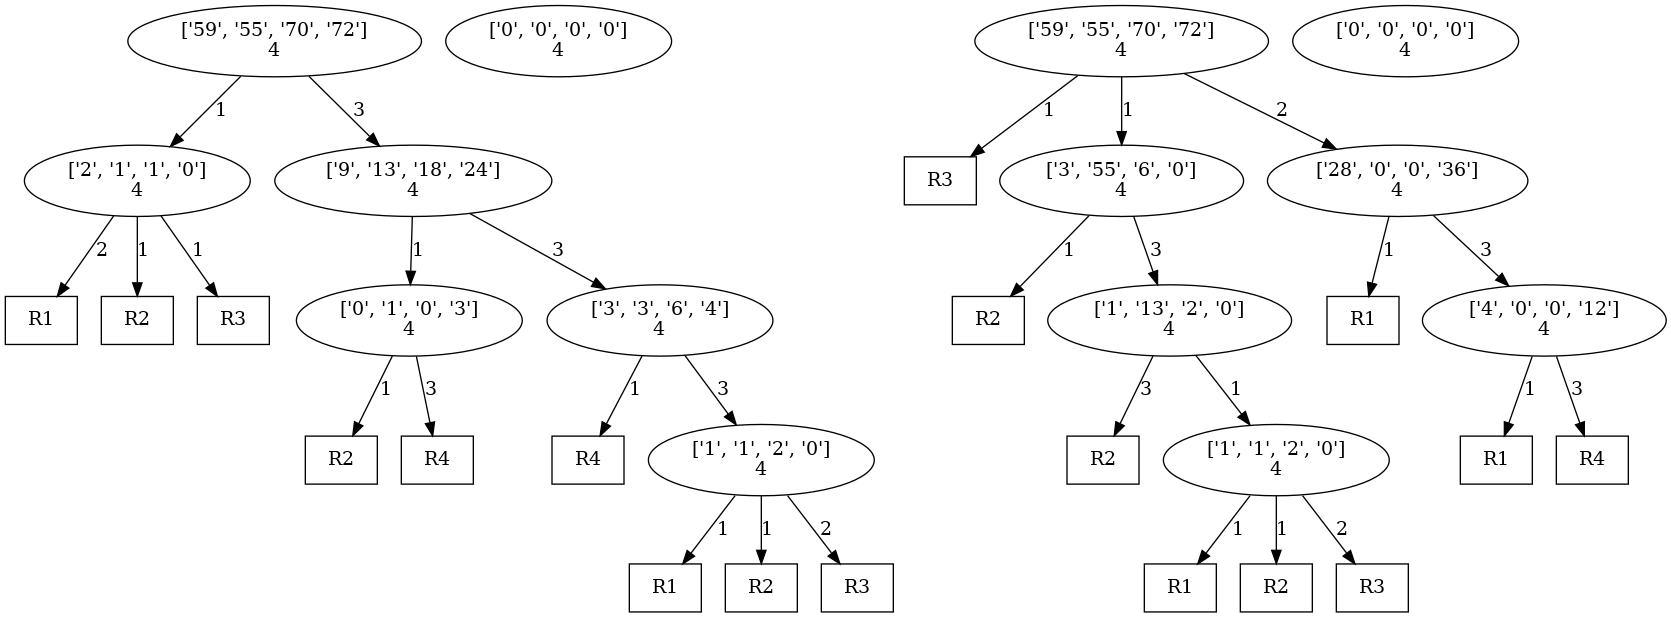 ['59', '55', '70', '72']
4
['0', '0', '0', '0']
4
['59', '55', '70', '72']
4
['0', '0', '0', '0']
4
1
3
1
1
2
['2', '1', '1', '0']
4
['9', '13', '18', '24']
4
R3
['3', '55', '6', '0']
4
['28', '0', '0', '36']
4
2
1
1
1
3
1
3
1
3
R1
R2
R3
['0', '1', '0', '3']
4
['3', '3', '6', '4']
4
R2
['1', '13', '2', '0']
4
R1
['4', '0', '0', '12']
4
1
3
1
3
3
1
1
3
R2
R4
R4
['1', '1', '2', '0']
4
R2
['1', '1', '2', '0']
4
R1
R4
1
1
2
1
1
2
R1
R2
R3
R1
R2
R3